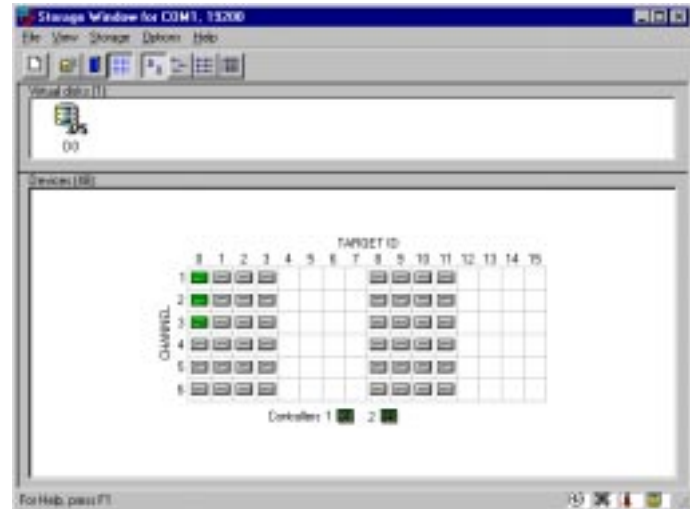 Storage Window for COM1, 19200
File View Storage Options Help
Virtual disks (1)
D0
Devices (48)
TARGET ID
0 1 2 3 4 5 6 7 8 9 10 11 12 13 14 15
CHANNEL
1
2
3
4
5
6
Controllers 1 2
For Help, press F1